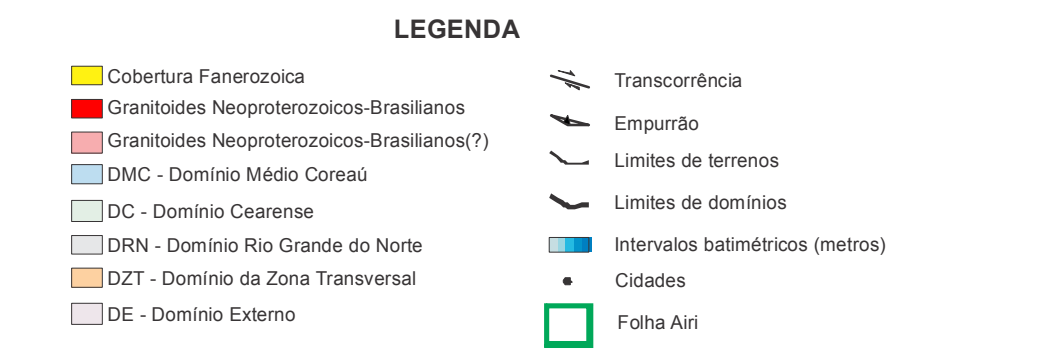 LEGENDA
Cobertura Fanerozoica
Granitoides Neoproterozoicos-Brasilianos
Granitoides Neoproterozoicos-Brasilianos(?)
DMC - Domínio Médio Coreaú
DC - Domínio Cearense
DRN - Domínio Rio Grande do Norte
DZT - Domínio da Zona Transversal
DE - Domínio Externo
Transcorrência
Empurrão
Limites de terrenos
Limites de domínios
Intervalos batimétricos (metros)
Cidades
Folha Airi